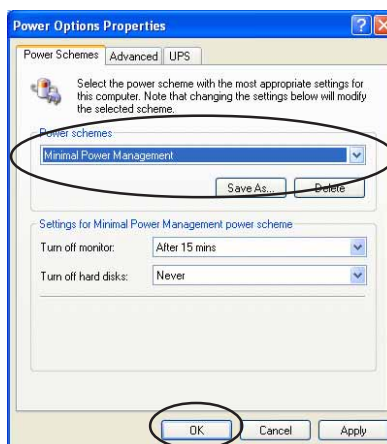 Power Options Properties
Power Schemes Advanced UPS
Select the power scheme with the most appropriate settings for
this computer. Note that changing the settings below will modify
the selected scheme.
Power schemes
Minimal Power Management
Save As... Delete
Settings for Minimal Power Management power scheme
Turn off monitor: After 15 mins
Turn off hard disks: Never
OK Cancel Apply